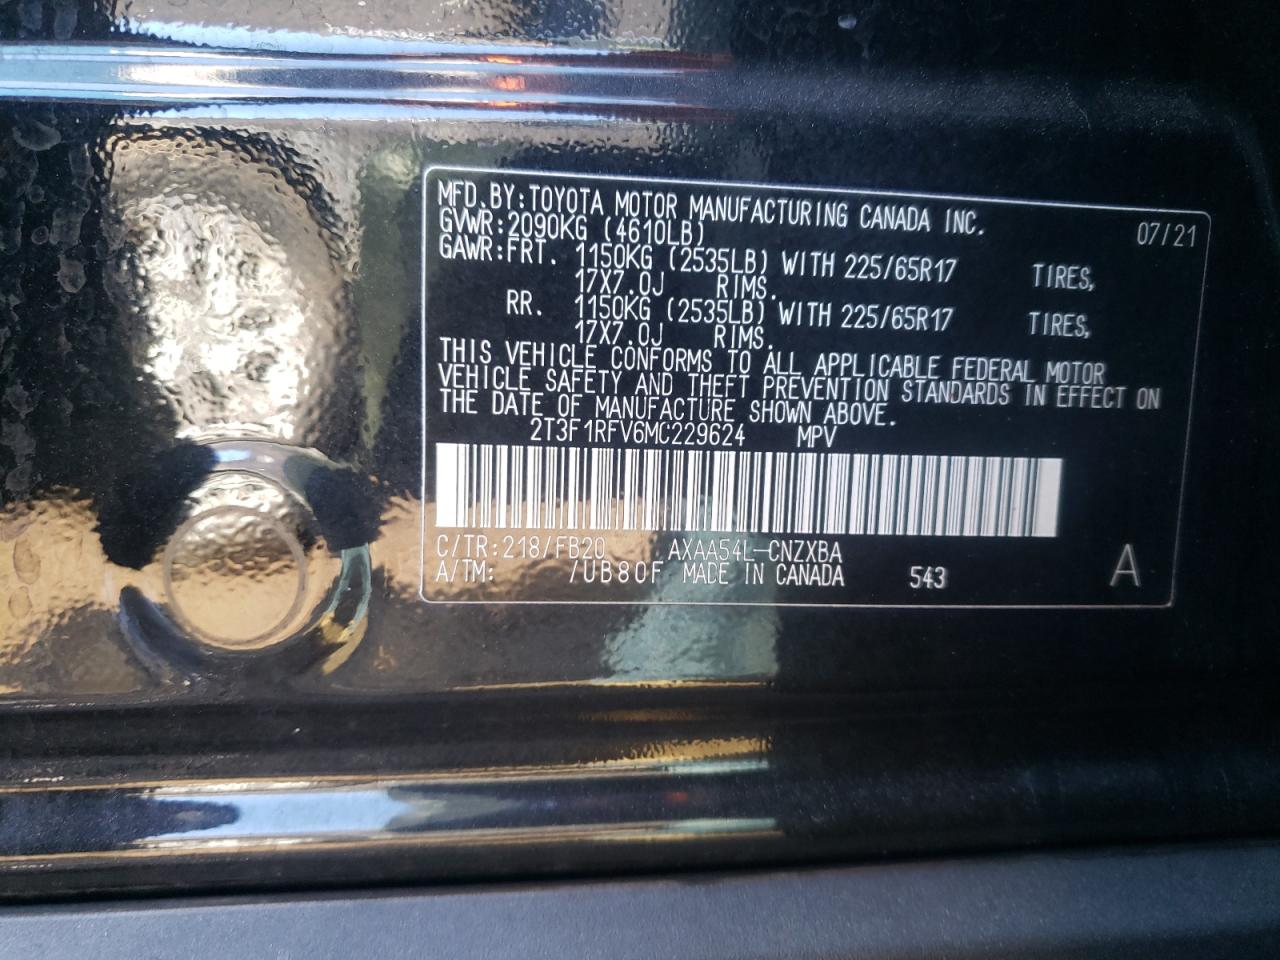 MFD.BY:TOYOTA MOTOR MANUFACTURING CANADA INC. 07/21
GVWR:2090KG (4610LB)
GAWR:FRT. 1150KG (2535LB) WITH 225/65R17 TIRES,
17X7.0J RIMS.
RR. 1150KG (2535LB) WITH 225/65R17 TIRES,
17X7.0J RIMS.
THIS VEHICLE CONFORMS TO ALL APPLICABLE FEDERAL MOTOR
VEHICLE SAFETY AND THEFT PREVENTION STANDARDS IN EFFECT ON
THE DATE OF MANUFACTURE SHOWN ABOVE.
2T3F1RFV6MC229624 MPV
C/TR:218/FB20 AXAA54L-CNZXBA
A/TM: /UB80F MADE IN CANADA 543 A